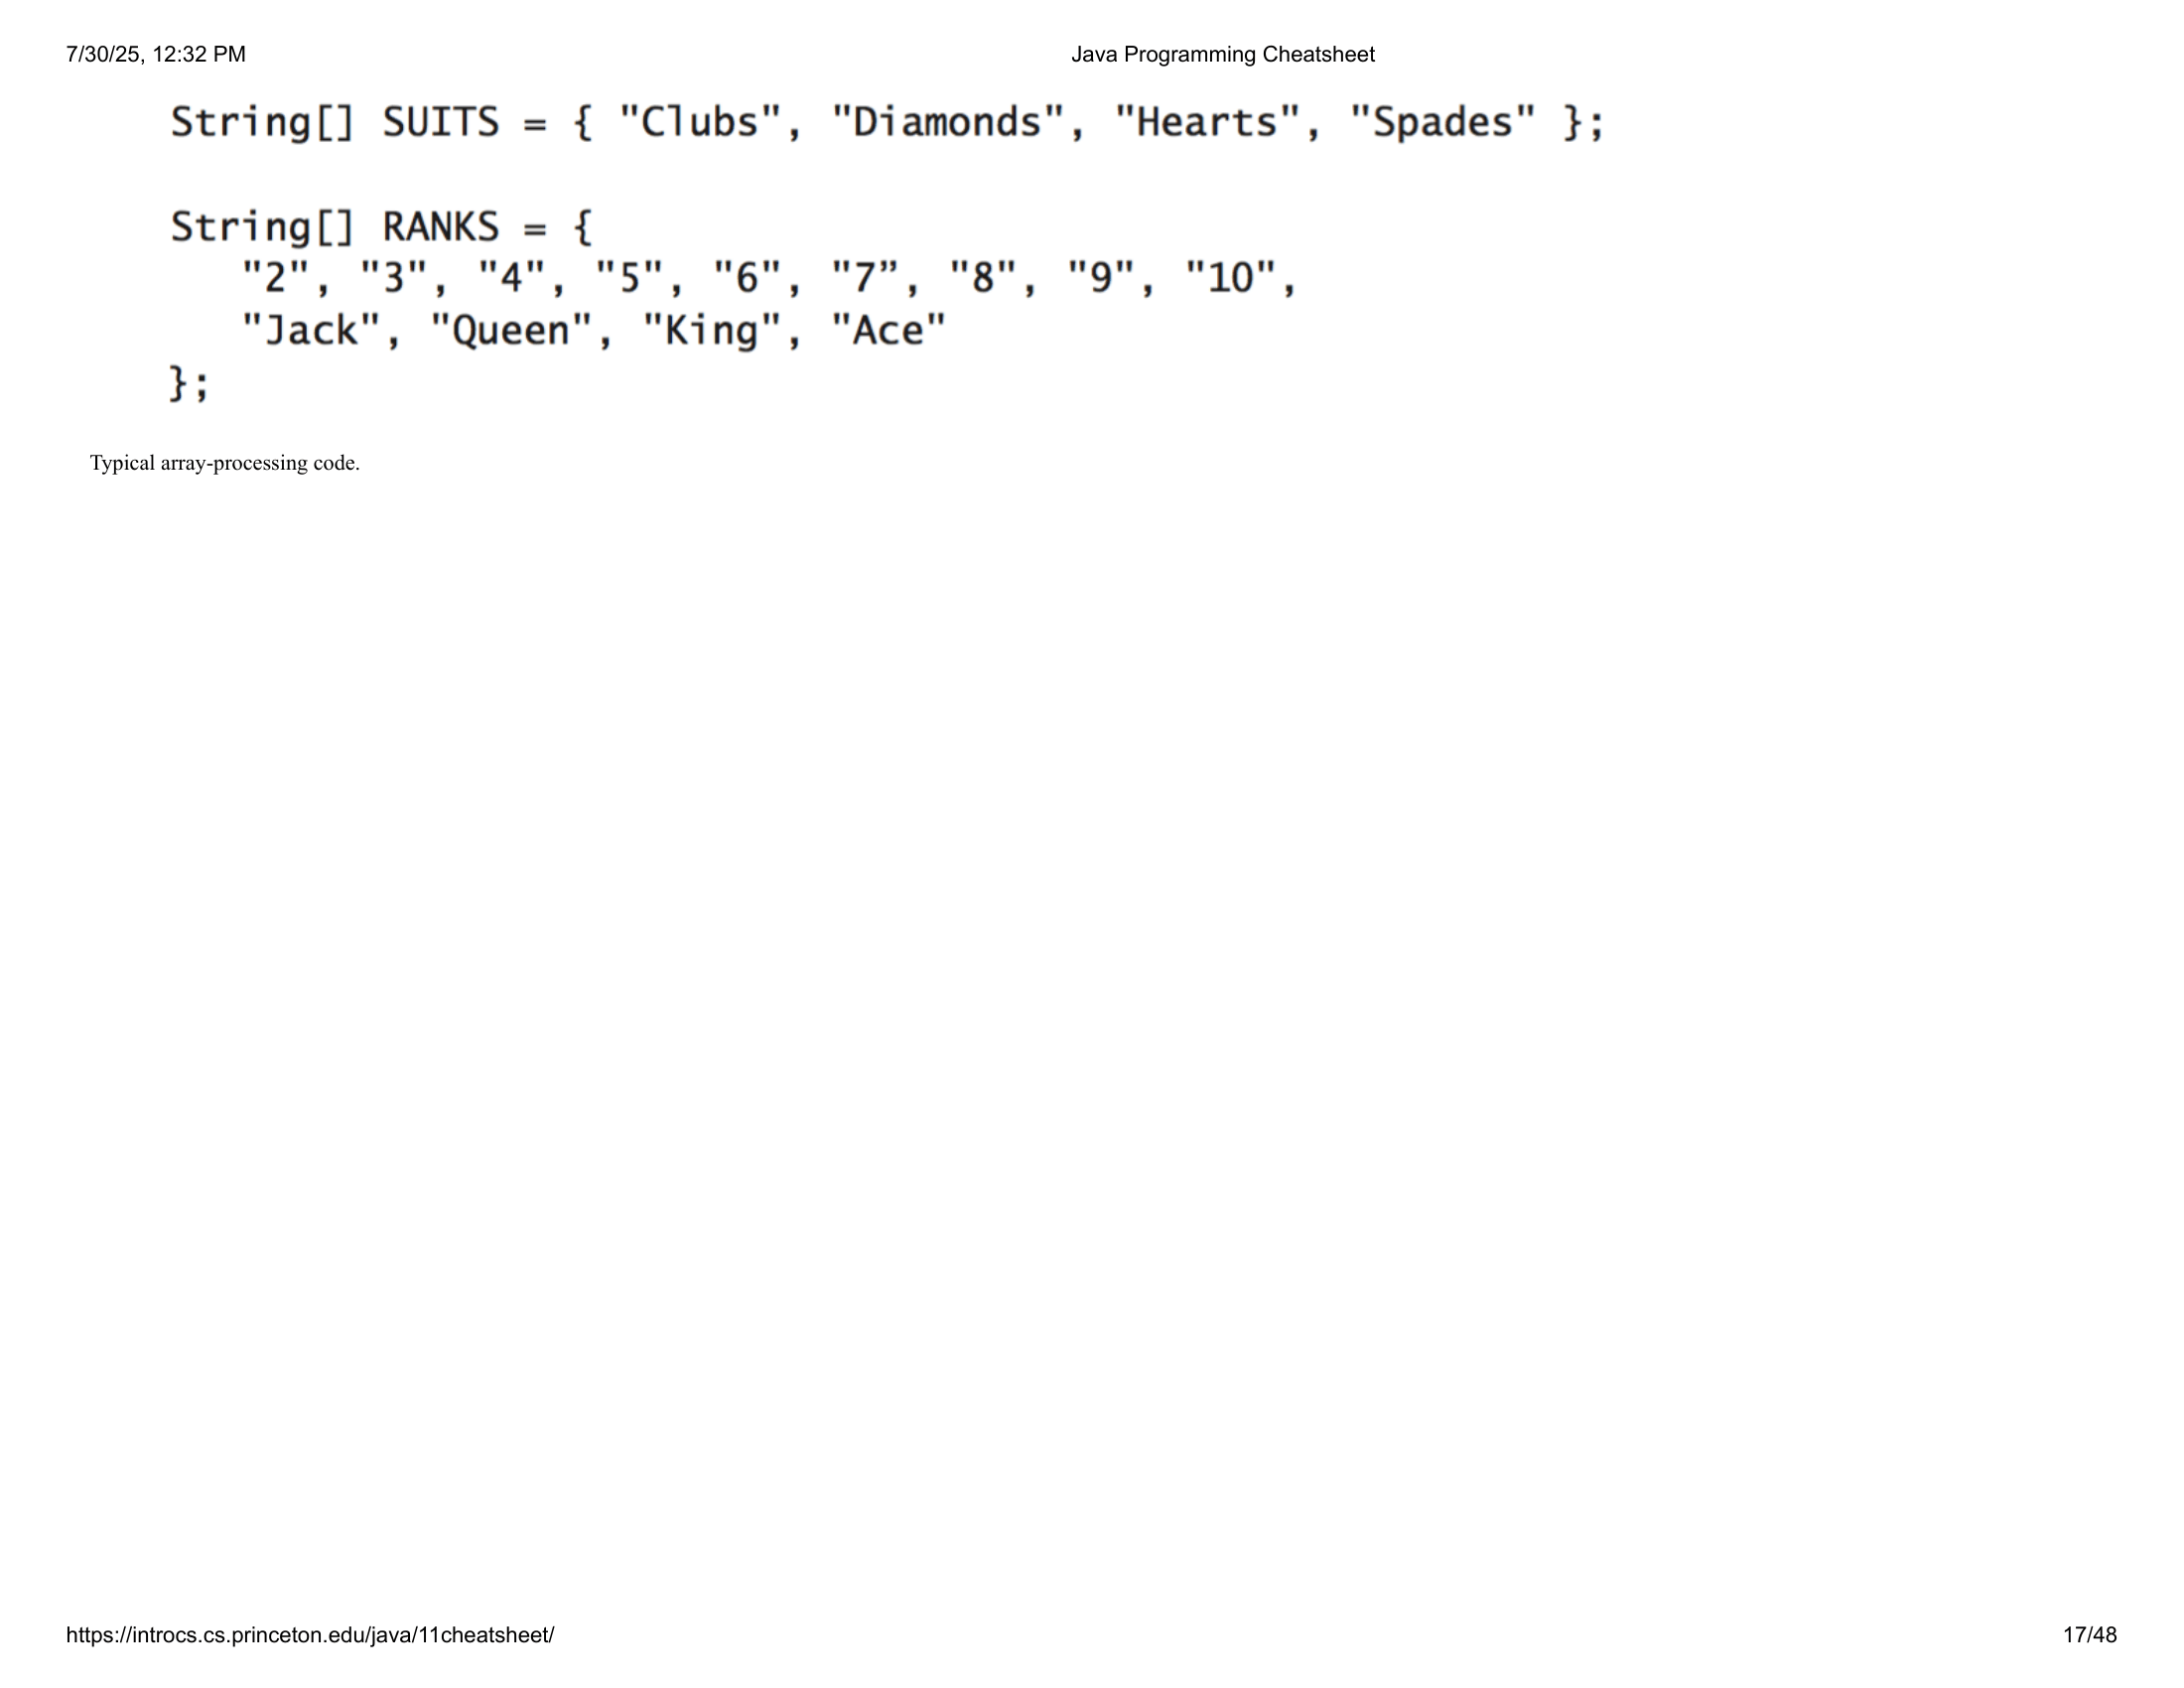 7/30/25, 12:32 PM Java Programming Cheatsheet
String[] SUITS = { "Clubs", "Diamonds", "Hearts", "Spades" };
String[] RANKS = {
"2", "3", "4", "5", "6", "7”, "8", "9", "10",
"Jack", "Queen", "King", "Ace"
};
Typical array-processing code.
https://introcs.cs.princeton.edu/java/11cheatsheet/ 17/48